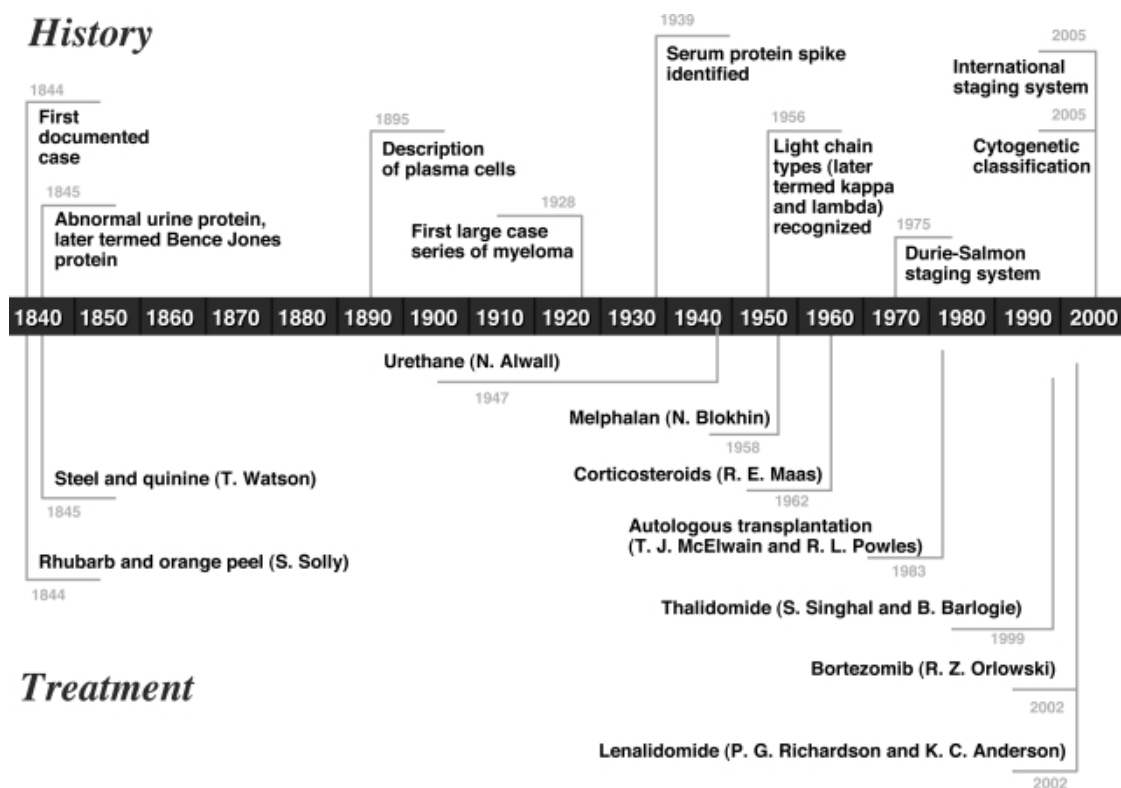 History
1844
First
documented
case
1845
Abnormal urine protein,
later termed Bence Jones
protein
1895
Description
of plasma cells
1928
First large case
series of myeloma
1939
Serum protein spike
identified
1956
Light chain
types (later
termed kappa
and lambda)
recognized
1975
Durie-Salmon
staging system
2005
International
staging system
2005
Cytogenetic
classification
1840 1850 1860 1870 1880 1890 1900 1910 1920 1930 1940 1950 1960 1970 1980 1990 2000
Urethane (N. Alwall)
1947
Melphalan (N. Blokhin)
1958
Corticosteroids (R. E. Maas)
1962
Steel and quinine (T. Watson)
1845
Autologous transplantation
(T. J. McElwain and R. L. Powles)
1983
Rhubarb and orange peel (S. Solly)
1844
Thalidomide (S. Singhal and B. Barlogie)
1999
Treatment
Bortezomib (R. Z. Orlowski)
2002
Lenalidomide (P. G. Richardson and K. C. Anderson)
2002